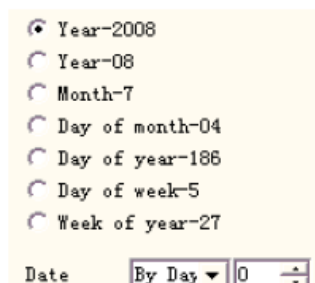 Year-2008
Year-08
Month-7
Day of month-04
Day of year-186
Day of week-5
Week of year-27
Date By Day 0